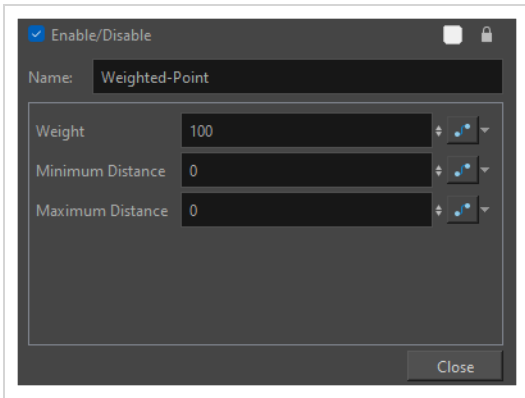 Enable/Disable
Name: Weighted-Point
Weight 100
Minimum Distance 0
Maximum Distance 0
Close